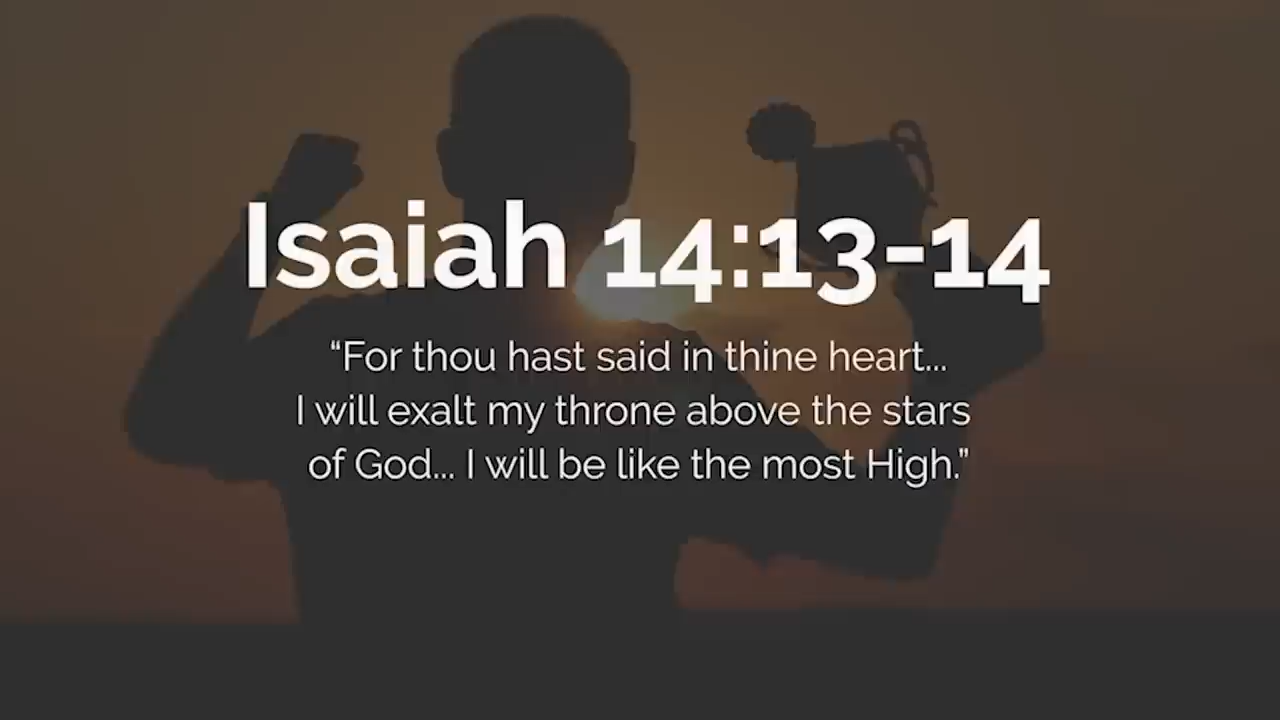 Isaiah 14:13-14
“For thou hast said in thine heart...
I will exalt my throne above the stars
of God... I will be like the most High.”